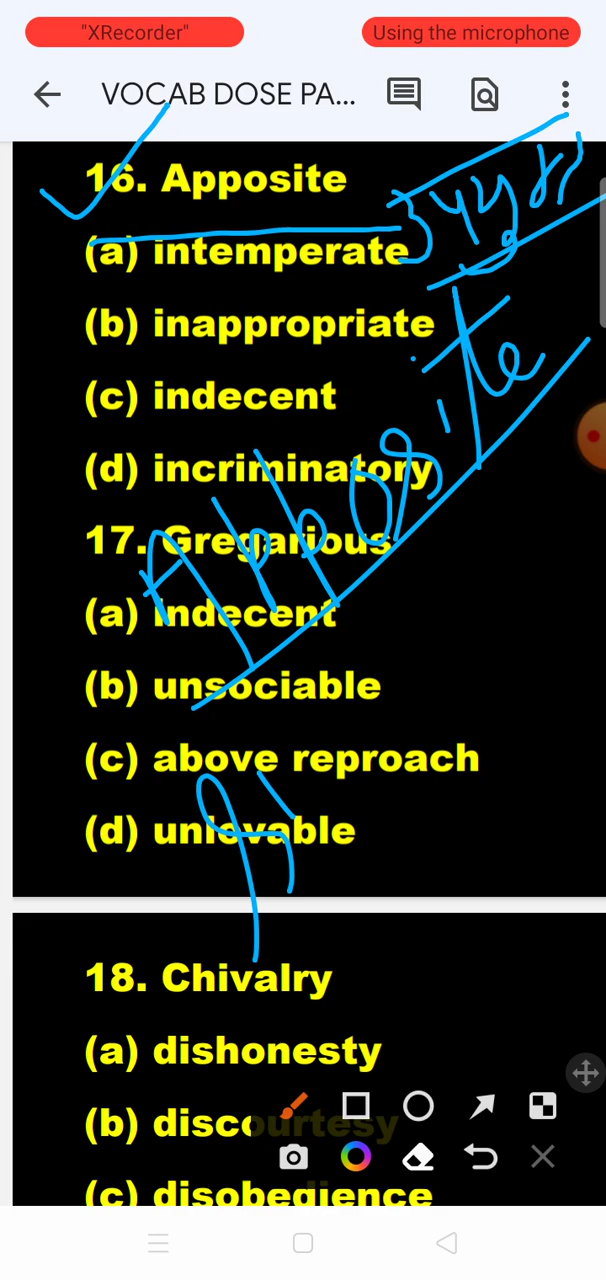 "XRecorder"
Using the microphone
VOCAB DOSE PA...
16. Apposite
(a) intemperate
(b) inappropriate
(c) indecent
(d) incriminatory
Apposite
17. Gregarious
(a) indecent
(b) unsociable
(c) above reproach
(d) unlovable
18. Chivalry
(a) dishonesty
(b) discourtesy
(c) disobedience